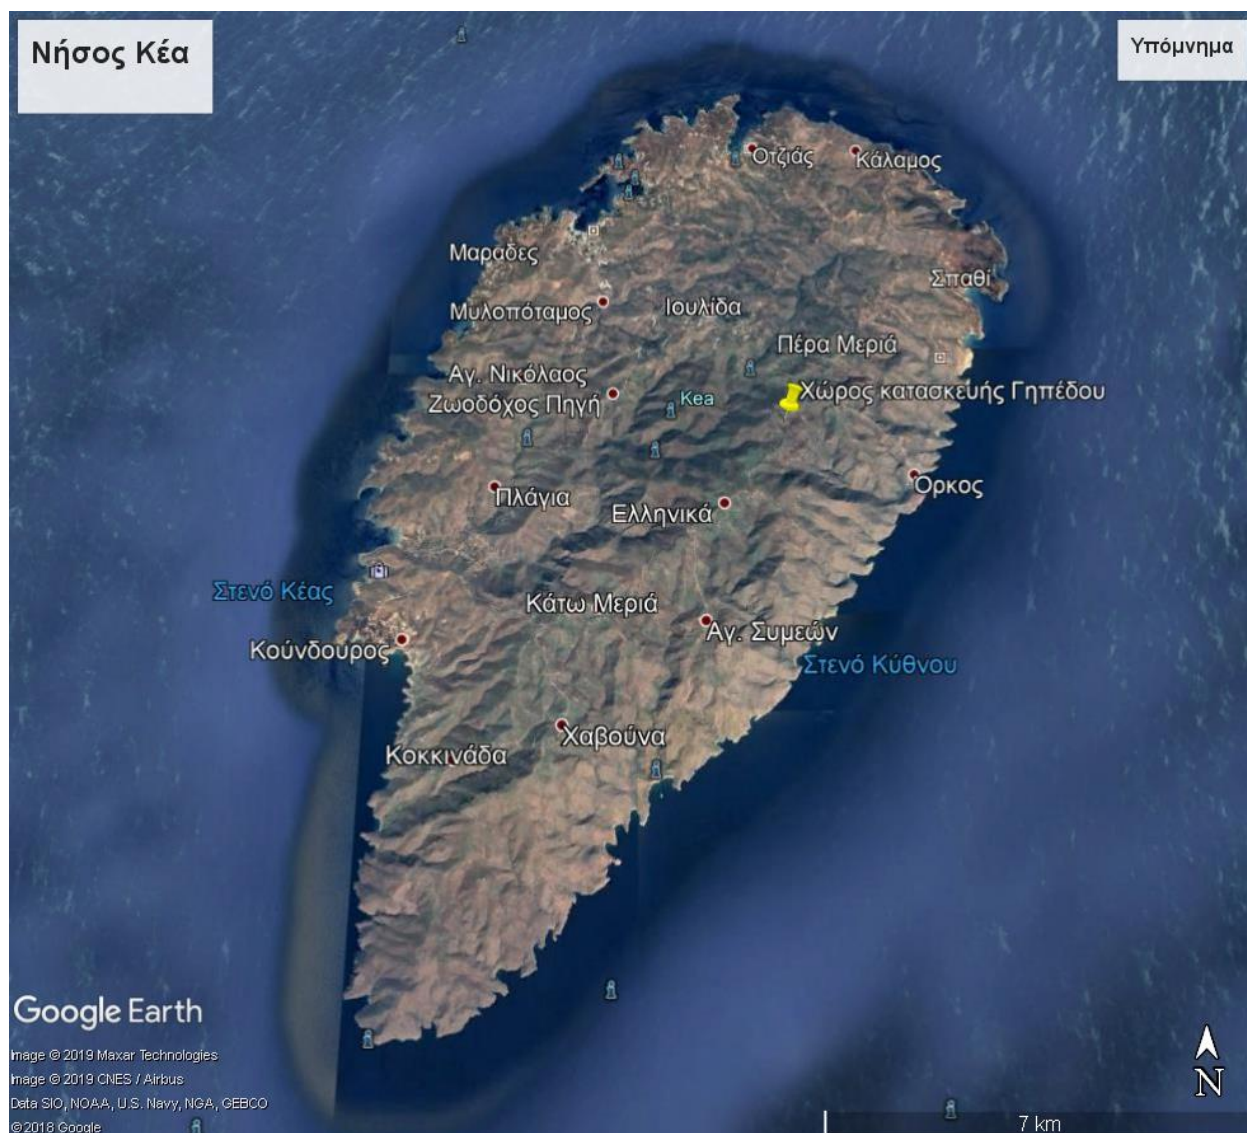 Νήσος Κέα
Υπόμνημα
Οτζιάς
Κάλαμος
Μαράδες
Σπαθί
Μυλοπόταμος
Ιουλίδα
Πέρα Μεριά
Αγ. Νικόλαος
Χώρος κατασκευής Γηπέδου
Ζωοδόχος Πηγή
Kea
Πλάγια
Όρκος
Ελληνικά
Στενό Κέας
Κάτω Μεριά
Αγ. Συμεών
Κούνδουρος
Στενό Κύθνου
Χαβούνα
Κοκκινάδα
Google Earth
Image © 2019 Maxar Technologies
Image © 2019 CNES / Airbus
Data SIO, NOAA, U.S. Navy, NGA, GEBCO
© 2018 Google
N
7 km